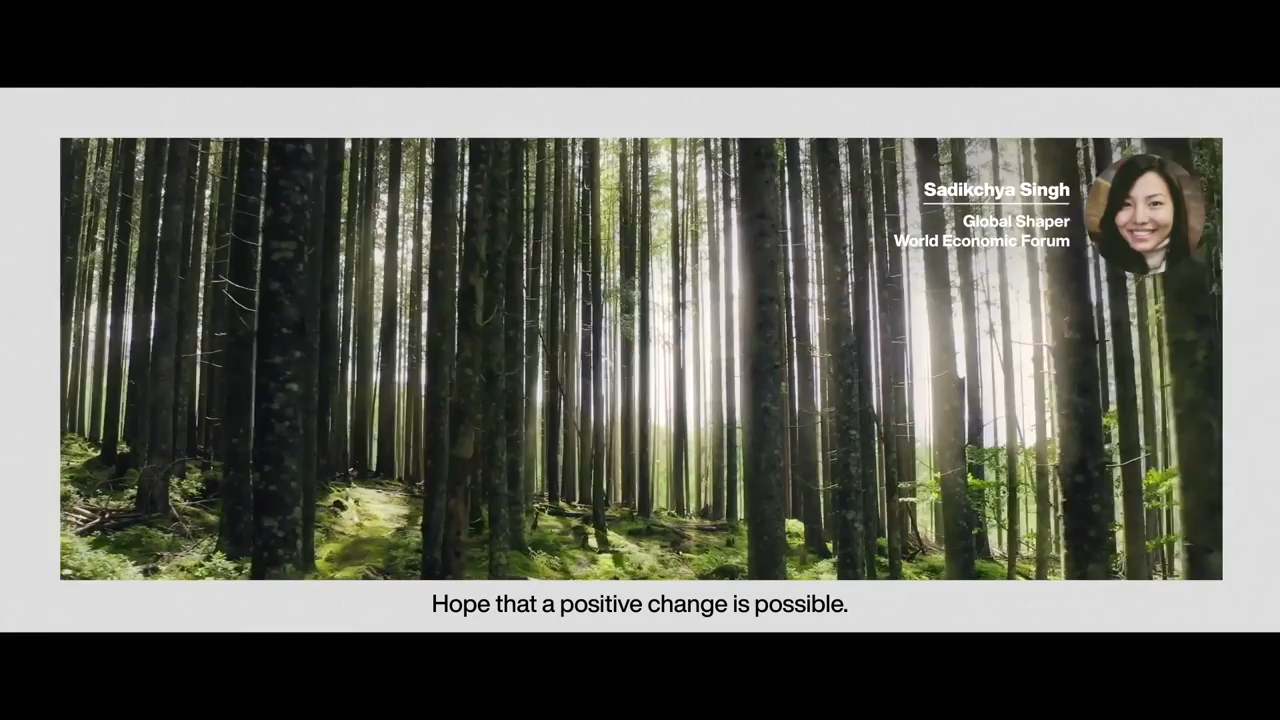 Sadikchya Singh
Global Shaper
World Economic Forum
Hope that a positive change is possible.